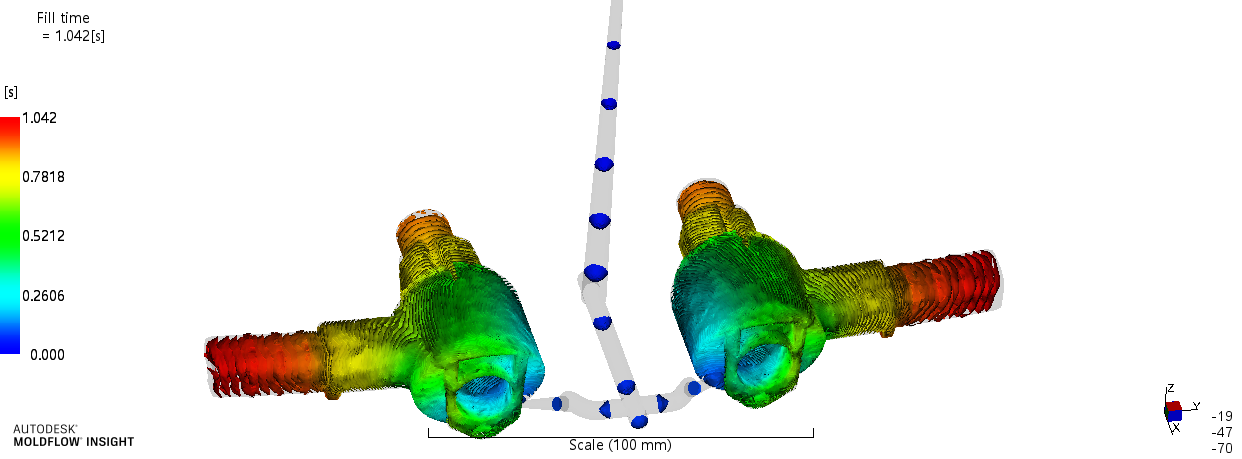 Fill time
= 1.042[s]
[s]
1.042
0.7818
0.5212
0.2606
0.000
AUTODESK®
MOLDFLOW® INSIGHT
Scale (100 mm)
Z
Y
X
-19
-47
-70